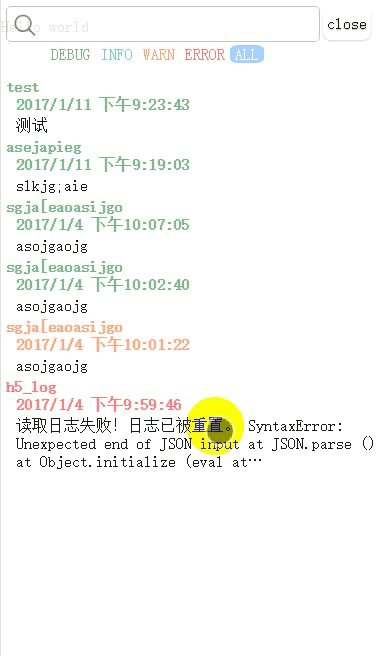 Hello world
close
DEBUG INFO WARN ERROR ALL
test
2017/1/11 下午9:23:43
测试
asejapieg
2017/1/11 下午9:19:03
slkjg;aie
sgja[eaoasijgo
2017/1/4 下午10:07:05
asojgaojg
sgja[eaoasijgo
2017/1/4 下午10:02:40
asojgaojg
sgja[eaoasijgo
2017/1/4 下午10:01:22
asojgaojg
h5_log
2017/1/4 下午9:59:46
读取日志失败! 日志已被重置。 SyntaxError:
Unexpected end of JSON input at JSON.parse ()
at Object.initialize (eval at…